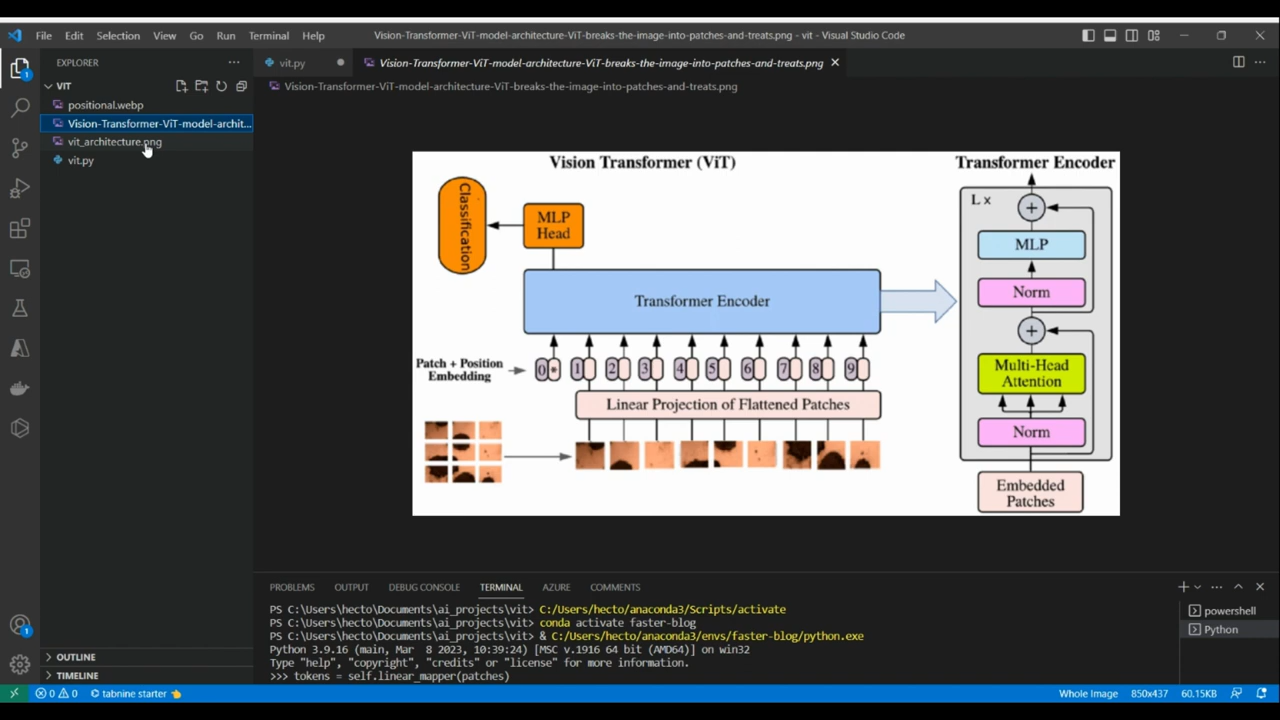 File Edit Selection View Go Run Terminal Help
Vision-Transformer-ViT-model-architecture-ViT-breaks-the-image-into-patches-and-treats.png - vit - Visual Studio Code
EXPLORER
VIT
positional.webp
Vision-Transformer-ViT-model-archit...
vit_architecture.png
vit.py
OUTLINE
TIMELINE
vit.py
Vision-Transformer-ViT-model-architecture-ViT-breaks-the-image-into-patches-and-treats.png
Vision-Transformer-ViT-model-architecture-ViT-breaks-the-image-into-patches-and-treats.png
Vision Transformer (ViT)
Classification
MLP
Head
Transformer Encoder
Patch + Position
Embedding
0 * 1 2 3 4 5 6 7 8 9
Linear Projection of Flattened Patches
Transformer Encoder
L x
+
MLP
Norm
+
Multi-Head
Attention
Norm
Embedded
Patches
PROBLEMS OUTPUT DEBUG CONSOLE TERMINAL AZURE COMMENTS
PS C:\Users\hecto\Documents\ai_projects\vit> C:/Users/hecto/anaconda3/Scripts/activate
PS C:\Users\hecto\Documents\ai_projects\vit> conda activate faster-blog
PS C:\Users\hecto\Documents\ai_projects\vit> & C:/Users/hecto/anaconda3/envs/faster-blog/python.exe
Python 3.9.16 (main, Mar 8 2023, 10:39:24) [MSC v.1916 64 bit (AMD64)] on win32
Type "help", "copyright", "credits" or "license" for more information.
>>> tokens = self.linear_mapper(patches)
powershell
Python
0 0 tabnine starter
Whole Image 850x437 60.15KB
1
1